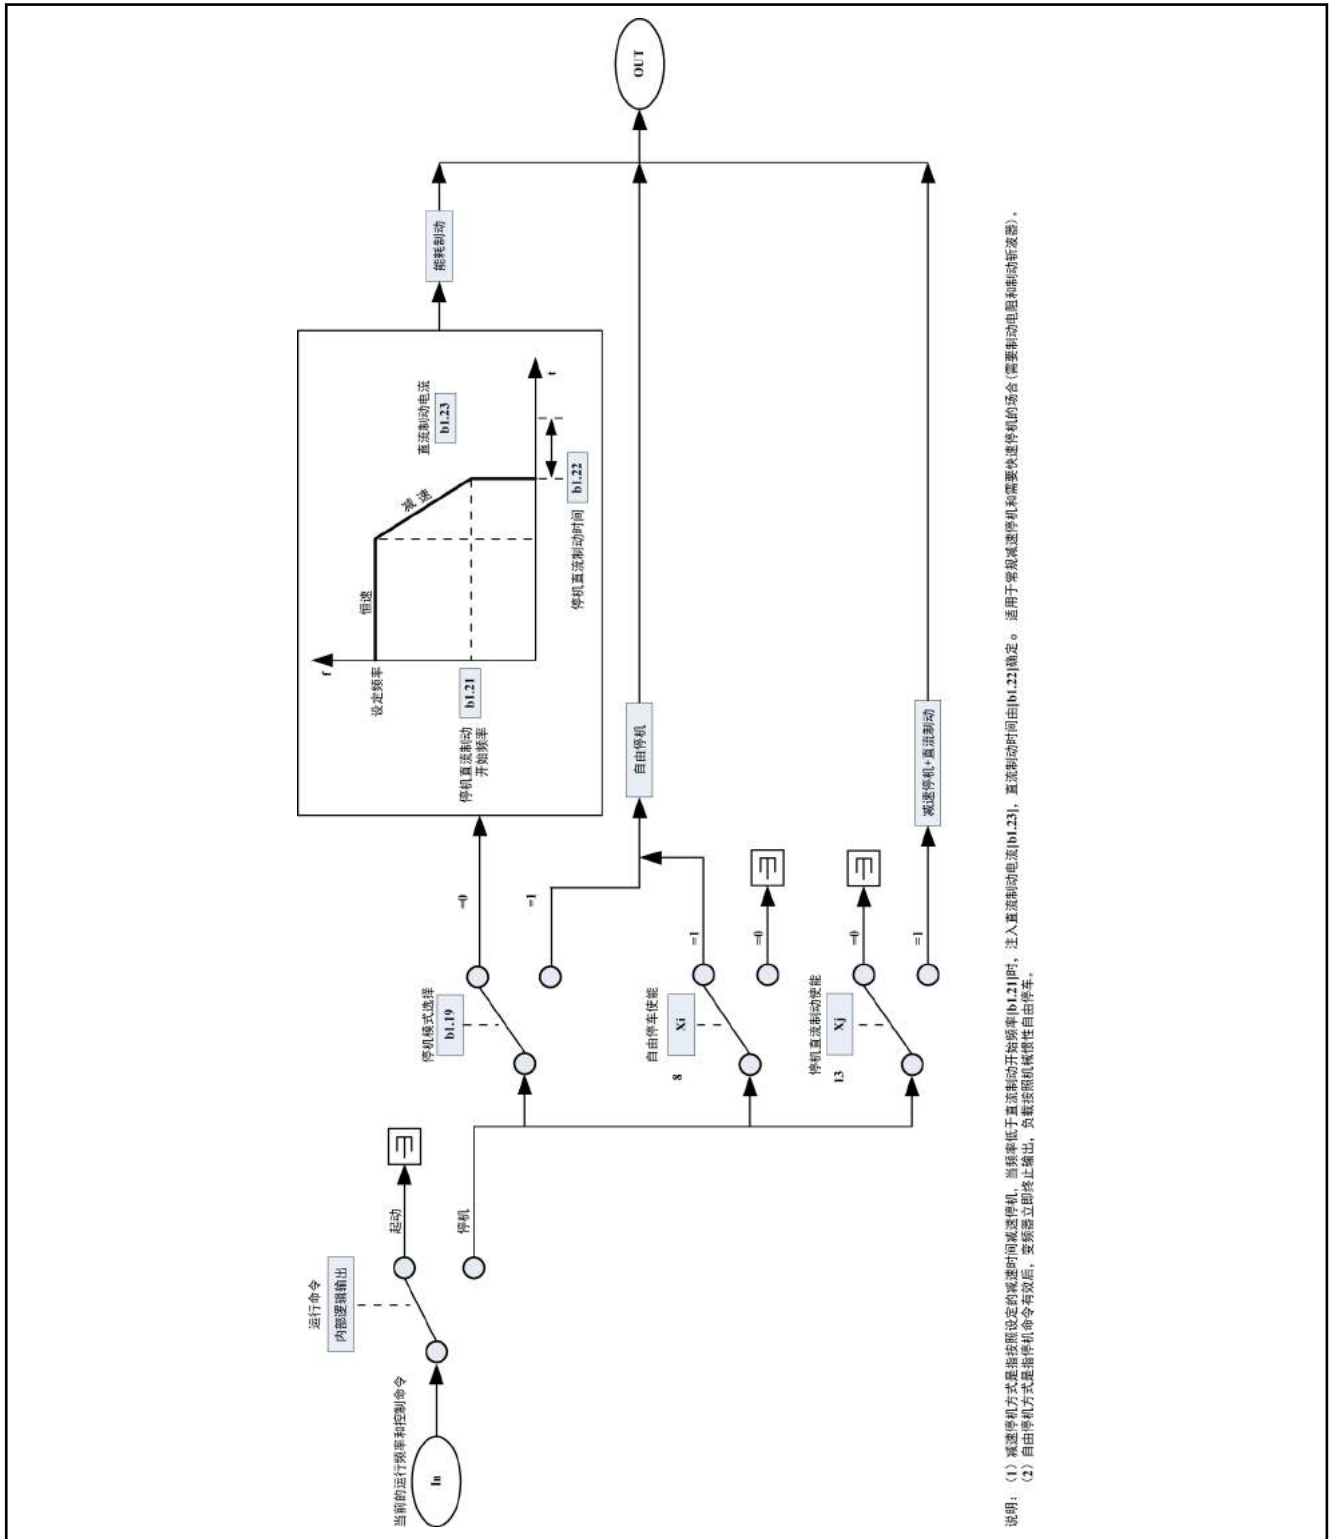 当前的运行频率和控制命令
In
运行命令
内部逻辑输出
起动
停机
停机模式选择
b1.19
=0
=1
自由停车使能
8
Xi
=1
=0
停机直流制动使能
13
Xj
=0
=1
f
设定频率
恒速
减速
停机直流制动
开始频率
b1.21
直流制动电流
b1.23
t
停机直流制动时间
b1.22
能耗制动
自由停机
减速停机+直流制动
OUT
说明：（1）减速停机方式是指按照设定的减速时间减速停机，当频率低于直流制动开始频率[b1.21]时，注入直流制动电流[b1.23]，直流制动时间由[b1.22]确定。 适用于常规减速停机和需要快速停机的场合(需要制动电阻和制动斩波器)。
（2）自由停机方式是指停机命令有效后，变频器立即终止输出，负载按照机械惯性自由停车.